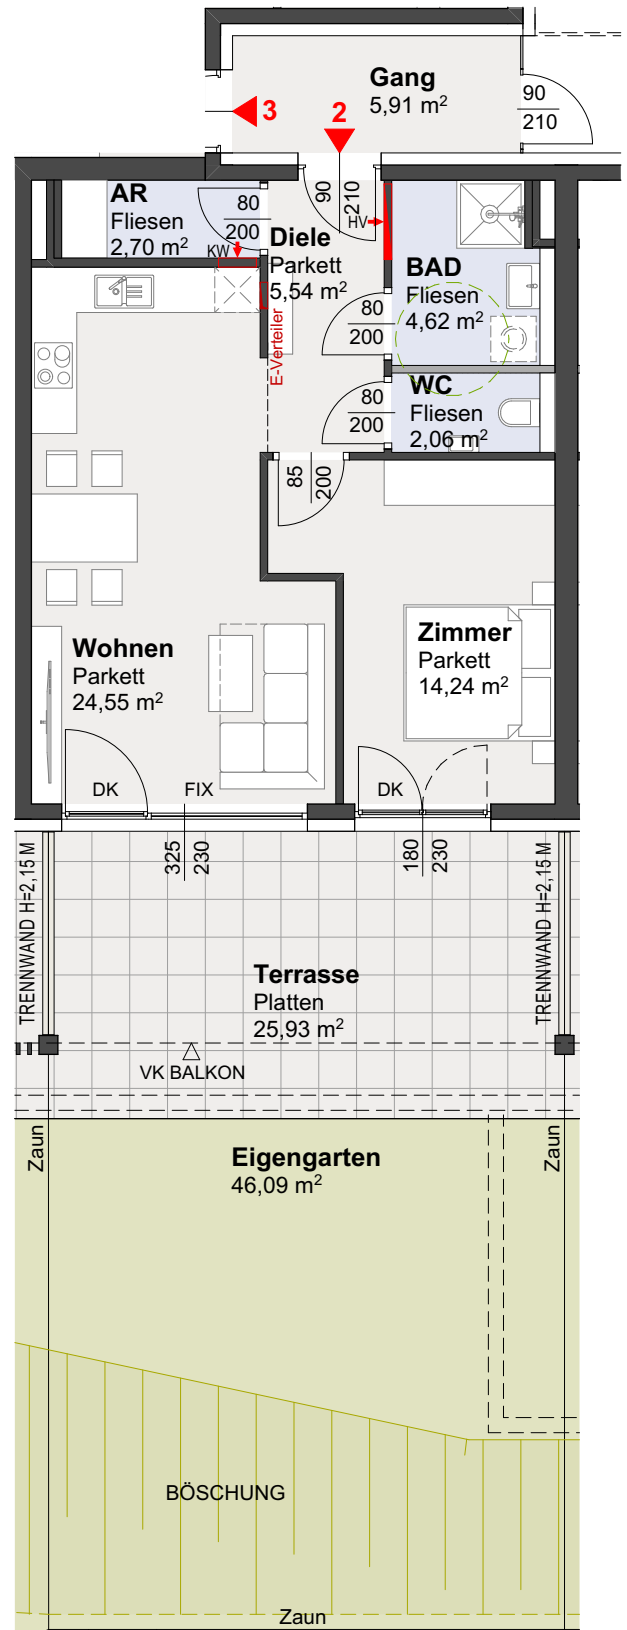 Gang
5,91 m²
90
210
3
2
AR
Fliesen
2,70 m²
80
200
KW
90
210
HV
Diele
Parkett
5,54 m²
BAD
Fliesen
4,62 m²
80
200
E-Verteiler
WC
Fliesen
2,06 m²
80
200
85
200
Wohnen
Parkett
24,55 m²
Zimmer
Parkett
14,24 m²
DK
FIX
DK
325
230
180
230
TRENNWAND H=2,15 M
TRENNWAND H=2,15 M
Terrasse
Platten
25,93 m²
VK BALKON
Zaun
Zaun
Eigengarten
46,09 m²
BÖSCHUNG
Zaun